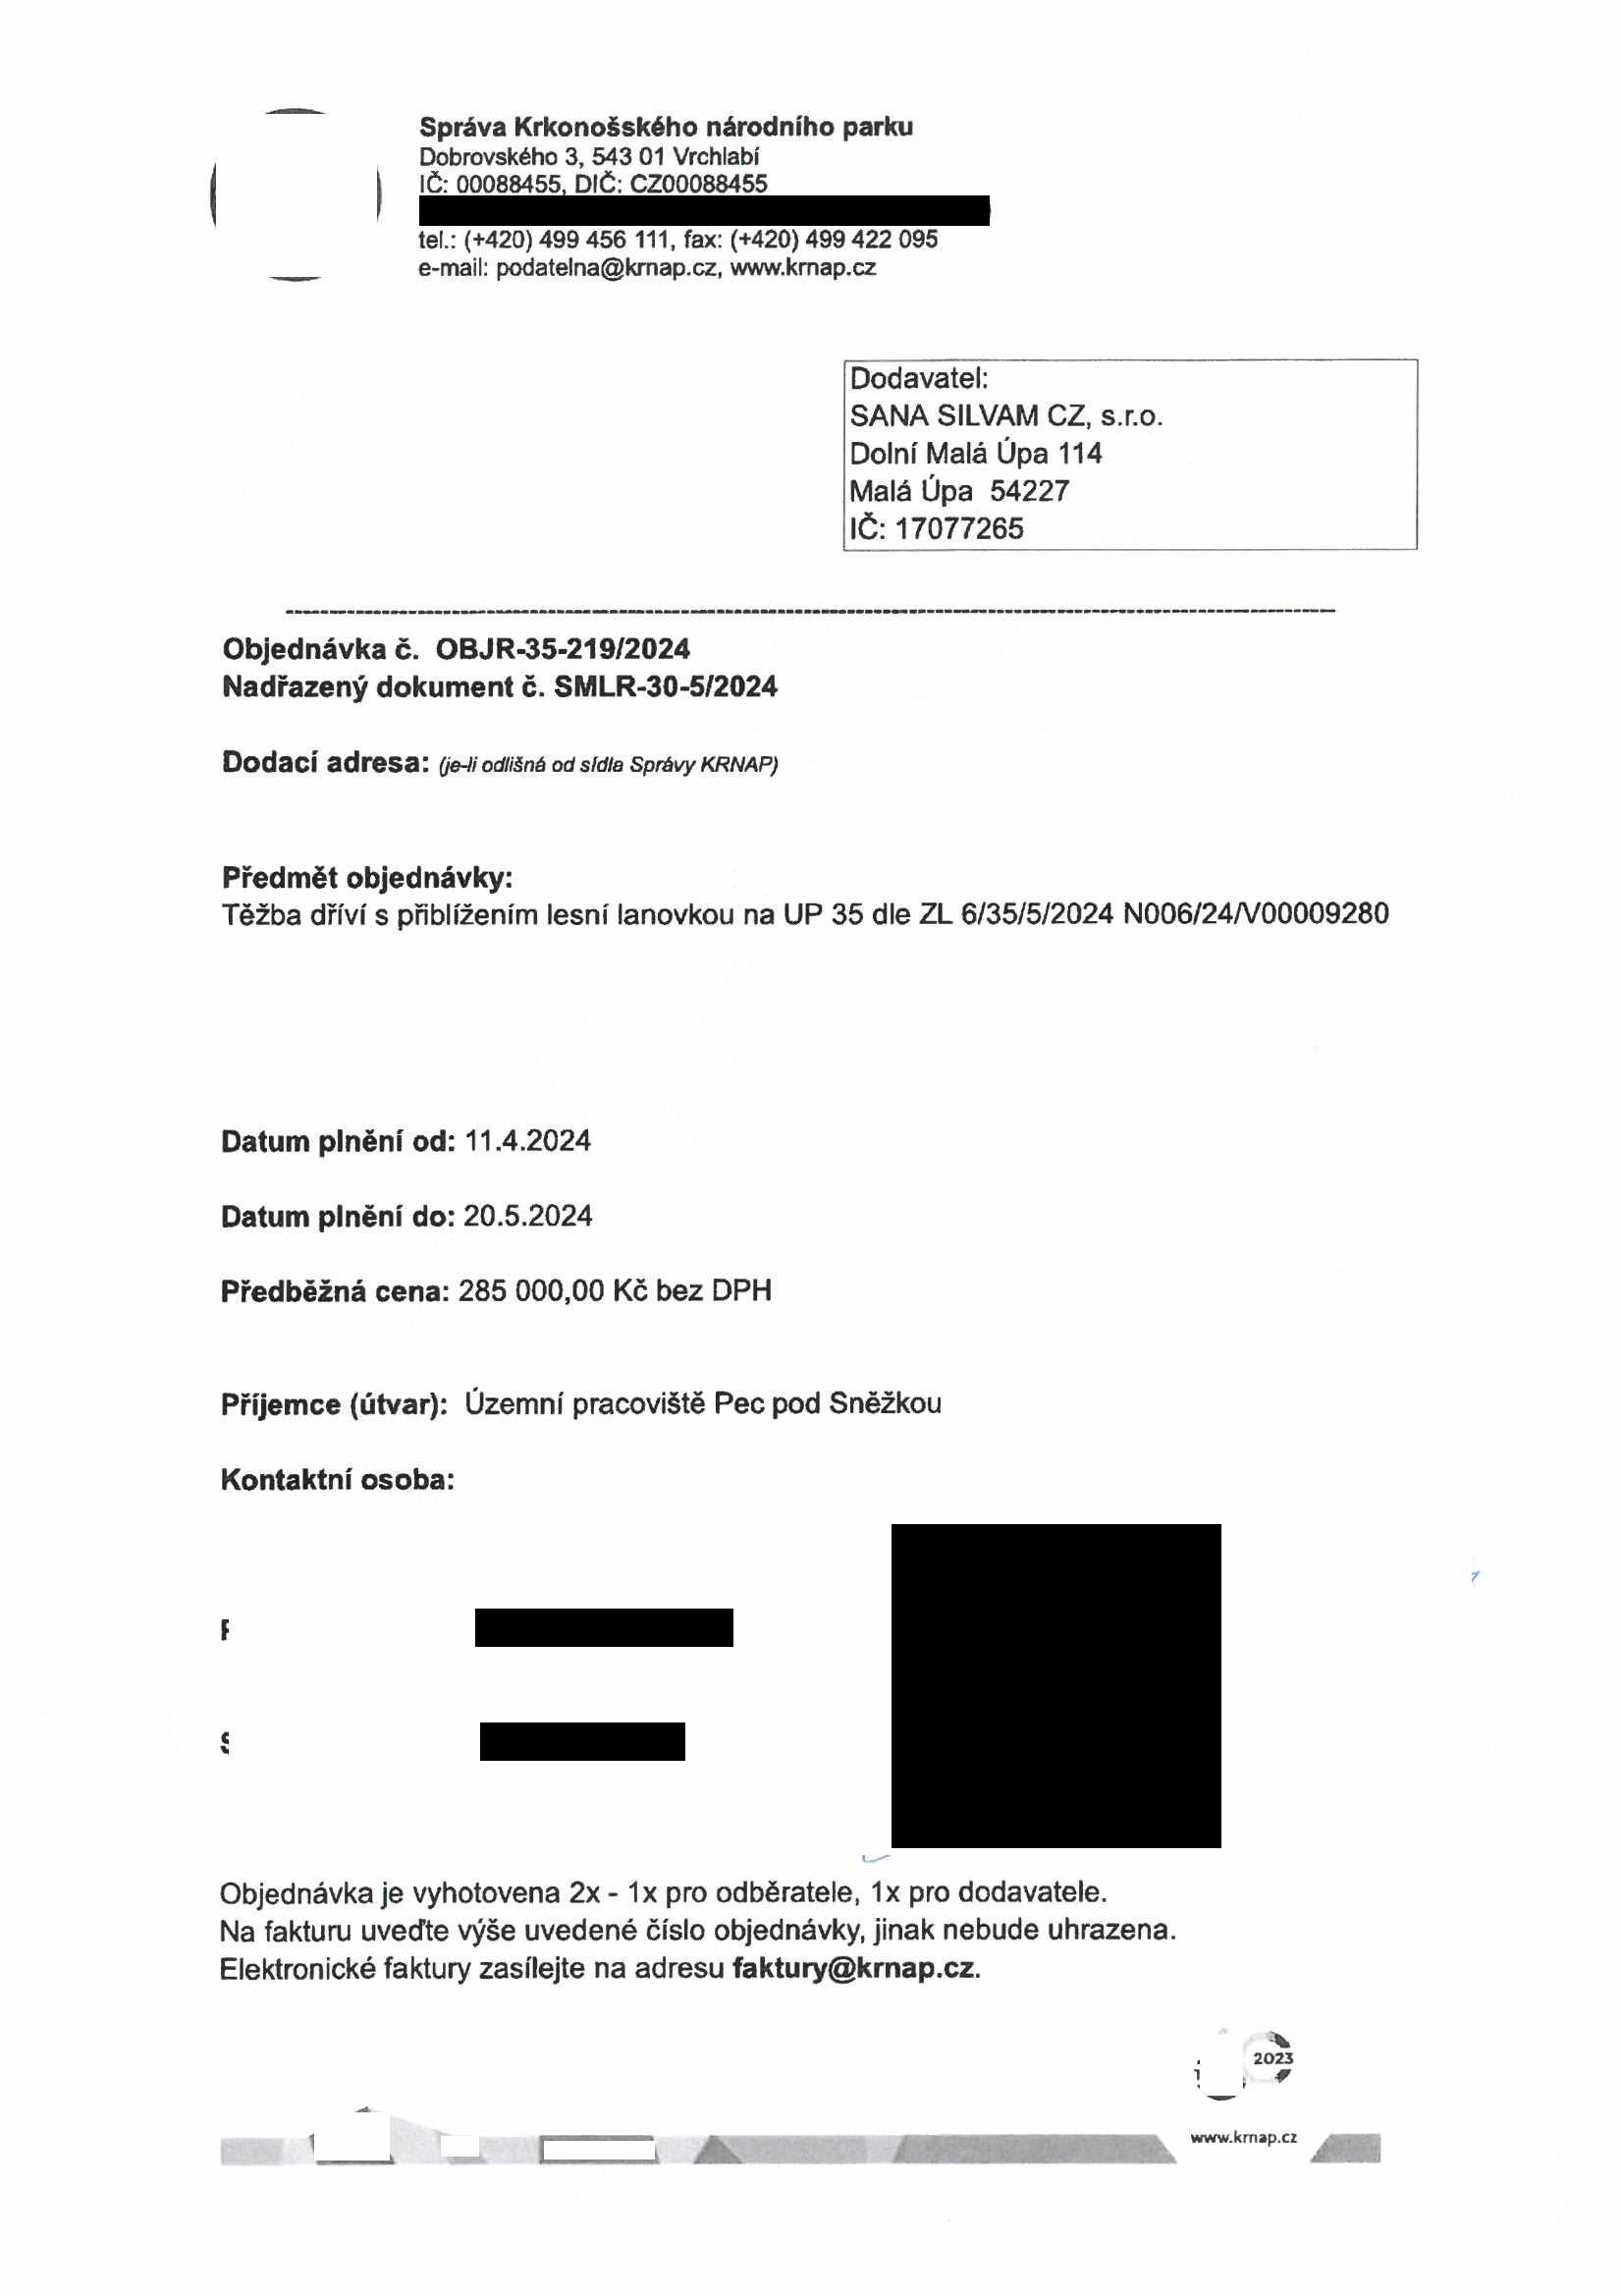 Správa Krkonošského národního parku
Dobrovského 3, 543 01 Vrchlabí
IČ: 00088455, DIČ: CZ00088455
tel.: (+420) 499 456 111, fax: (+420) 499 422 095
e-mail: podatelna@krnap.cz, www.krnap.cz
Dodavatel:
SANA SILVAM CZ, s.r.o.
Dolní Malá Úpa 114
Malá Úpa 54227
IČ: 17077265
Objednávka č. OBJR-35-219/2024
Nadřazený dokument č. SMLR-30-5/2024
Dodací adresa: (je-li odlišná od sídla Správy KRNAP)
Předmět objednávky:
Těžba dříví s přiblížením lesní lanovkou na UP 35 dle ZL 6/35/5/2024 N006/24/V00009280
Datum plnění od: 11.4.2024
Datum plnění do: 20.5.2024
Předběžná cena: 285 000,00 Kč bez DPH
Příjemce (útvar): Územní pracoviště Pec pod Sněžkou
Kontaktní osoba:
Objednávka je vyhotovena 2x - 1x pro odběratele, 1x pro dodavatele.
Na fakturu uveďte výše uvedené číslo objednávky, jinak nebude uhrazena.
Elektronické faktury zasílejte na adresu faktury@krnap.cz.
2023
www.krnap.cz